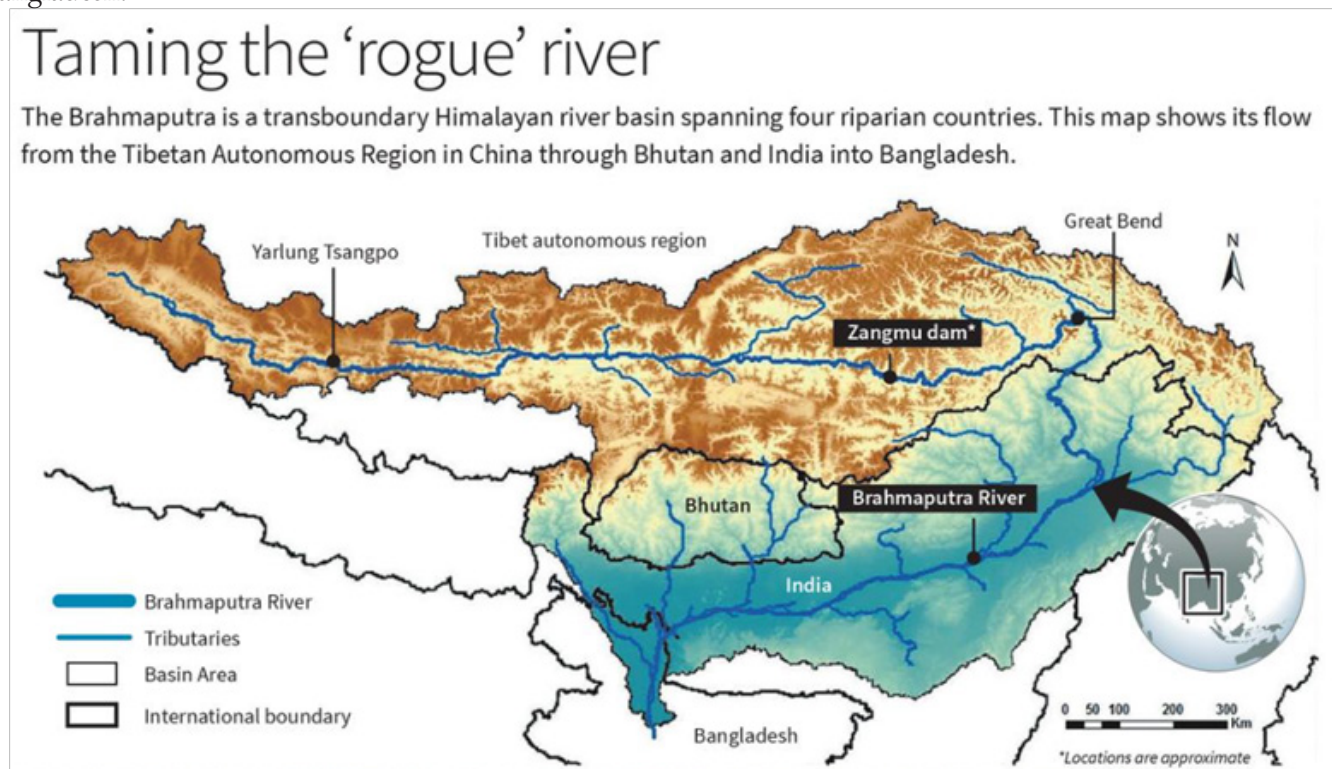 Taming the ‘rogue’ river
The Brahmaputra is a transboundary Himalayan river basin spanning four riparian countries. This map shows its flow
from the Tibetan Autonomous Region in China through Bhutan and India into Bangladesh.
Great Bend
Yarlung Tsangpo
Tibet autonomous region
N
Zangmu dam*
Bhutan
Brahmaputra River
India
Brahmaputra River
Tributaries
Basin Area
International boundary
Bangladesh
0 50 100 200 300
Km
*Locations are approximate